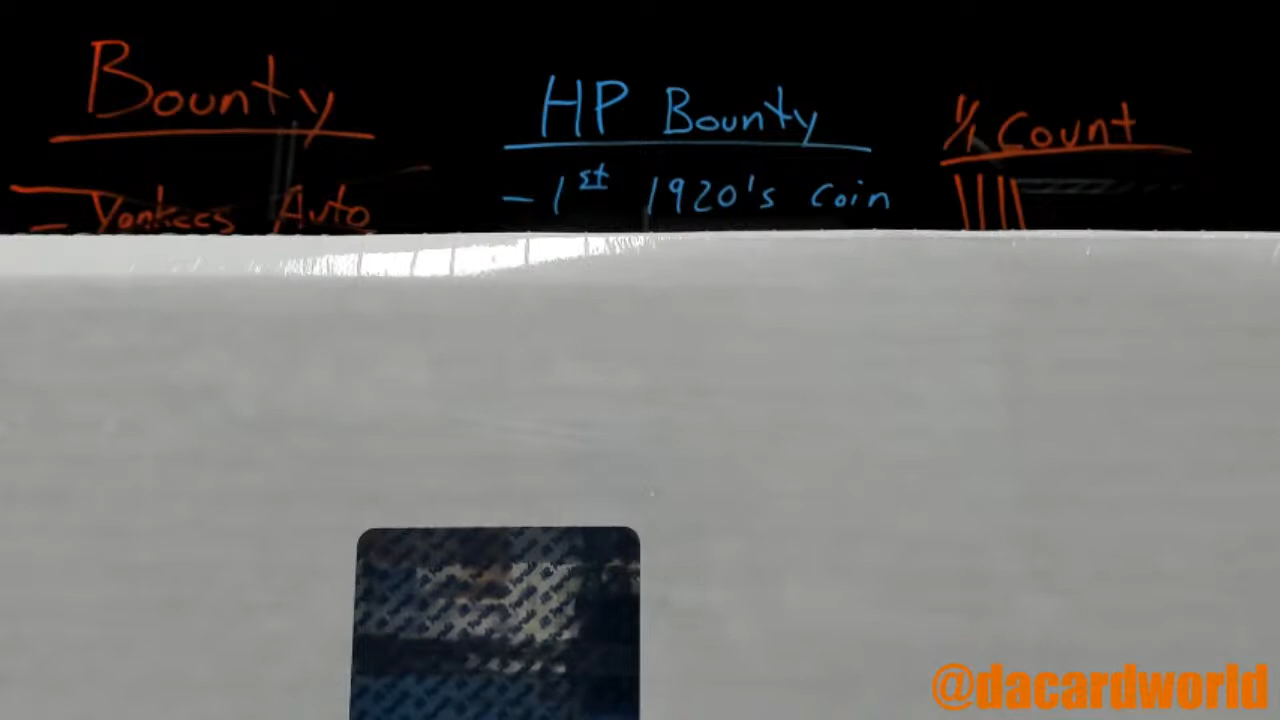 Bounty
- Yankees Auto
HP Bounty
- 1st 1920's coin
1/1 Count
||||
@dacardworld